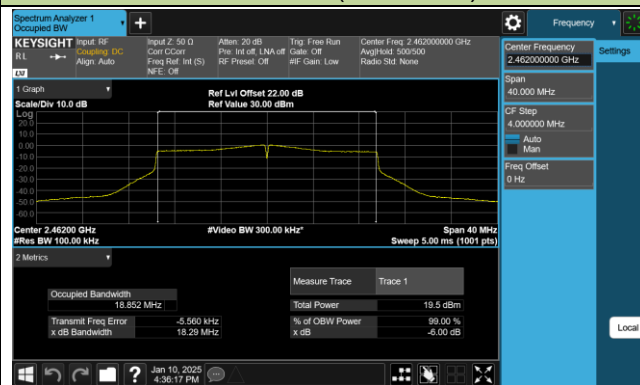 Spectrum Analyzer 1
Occupied BW
Frequency
KEYSIGHT
RL
LXI
Input: RF
Coupling: DC
Align: Auto
Input Z: 50 Ω
Corr CCorr
Freq Ref: Int (S)
NFE: Off
Atten: 20 dB
Pre: Int off, LNA off
RF Preset: Off
Trig: Free Run
Gate: Off
#IF Gain: Low
Center Freq: 2.462000000 GHz
Avg|Hold: 500/500
Radio Std: None
Center Frequency
2.462000000 GHz
Settings
Span
40.000 MHz
CF Step
4.000000 MHz
Auto
Man
Freq Offset
0 Hz
1 Graph
Scale/Div 10.0 dB
Ref Lvl Offset 22.00 dB
Ref Value 30.00 dBm
Log
20.0
10.0
0.00
-10.0
-20.0
-30.0
-40.0
-50.0
-60.0
Center 2.46200 GHz
#Res BW 100.00 kHz
#Video BW 300.00 kHz*
Span 40 MHz
Sweep 5.00 ms (1001 pts)
2 Metrics
Measure Trace Trace 1
Occupied Bandwidth
18.852 MHz
Total Power 19.5 dBm
Transmit Freq Error -5.560 kHz
% of OBW Power 99.00 %
x dB Bandwidth 18.29 MHz
x dB -6.00 dB
Local
Jan 10, 2025
4:36:17 PM